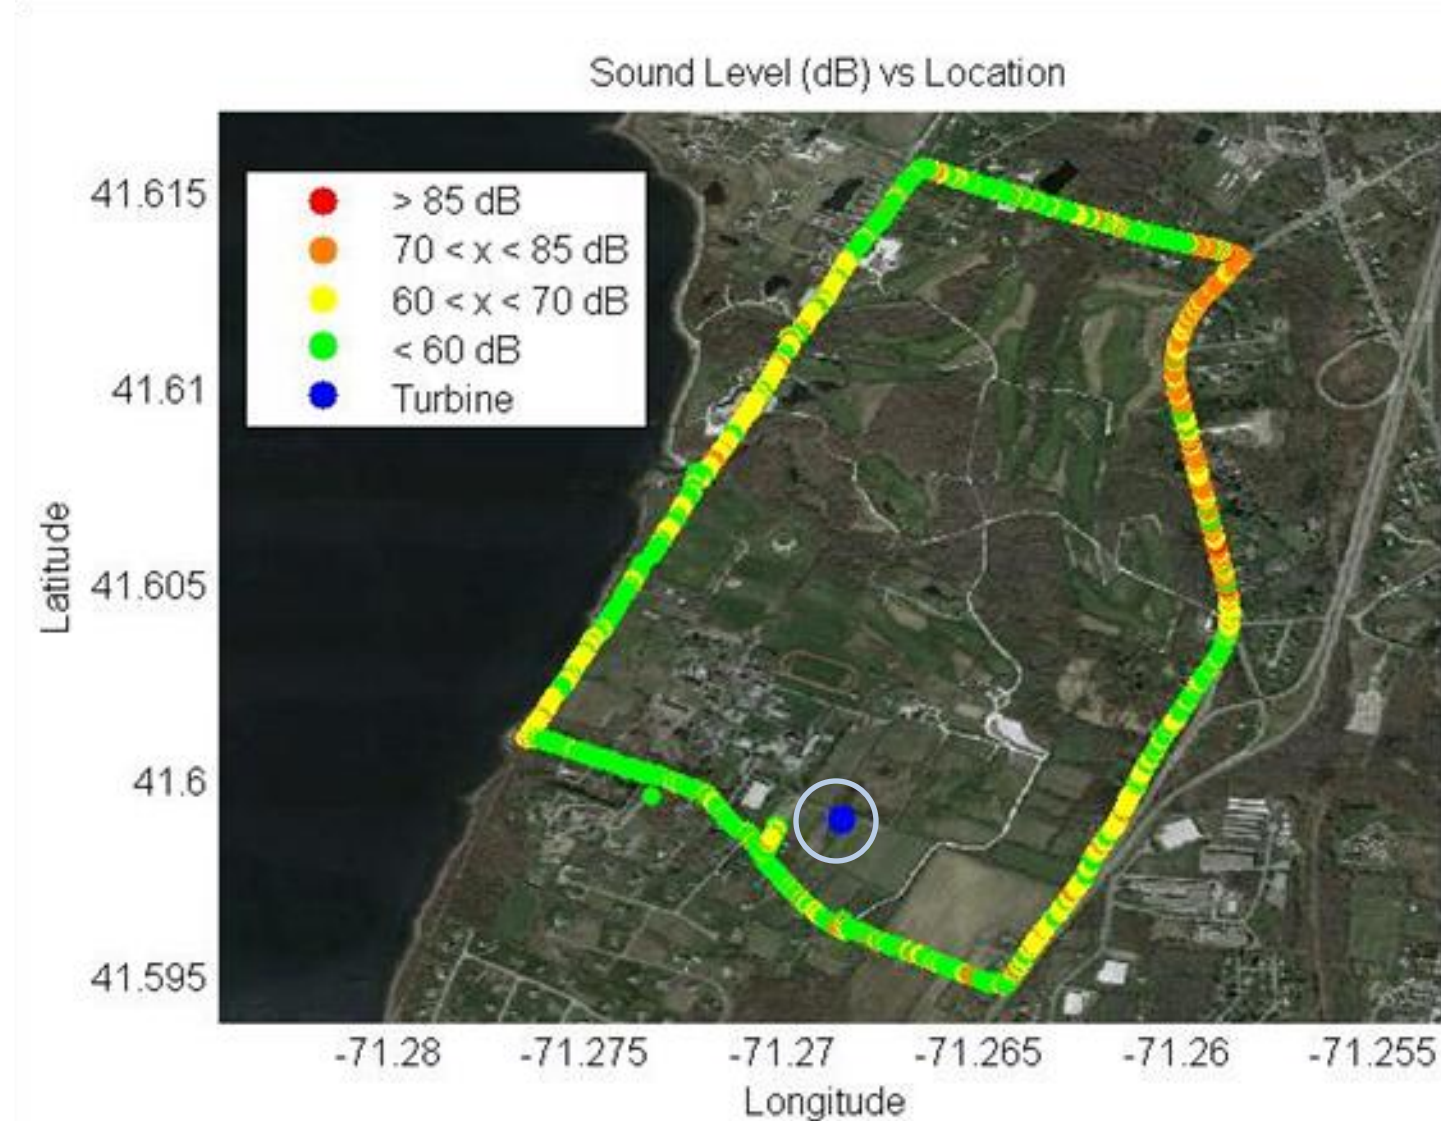 Sound Level (dB) vs Location
> 85 dB
70 < x < 85 dB
60 < x < 70 dB
< 60 dB
Turbine
41.615
41.61
41.605
41.6
41.595
Latitude
-71.28 -71.275 -71.27 -71.265 -71.26 -71.255
Longitude